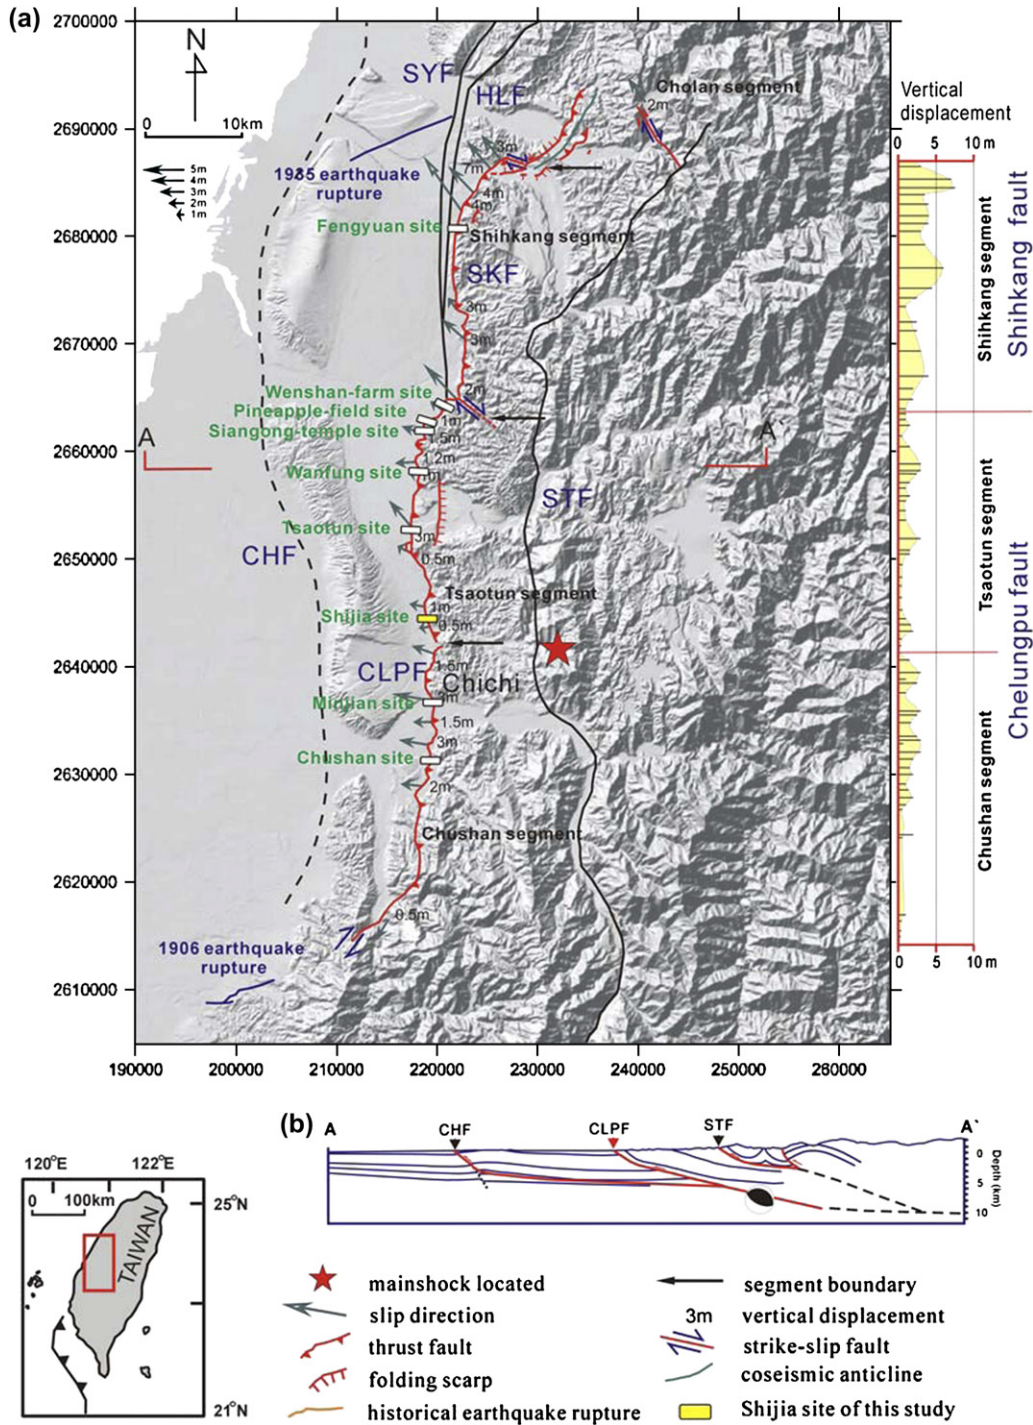 (a)
2700000
2690000
2680000
2670000
2660000
2650000
2640000
2630000
2620000
2610000
190000
200000
210000
220000
230000
240000
250000
260000
270000
280000
N
0 10km
5m
4m
3m
2m
1m
SYF
HLF
Cholan segment
2m
1935 earthquake
rupture
3m
7m
4m
4m
Fengyuan site
Shihkang segment
SKF
3m
3m
Wenshan-farm site
2m
Pineapple-field site
1m
Siangong-temple site
1.5m
A
A`
1.2m
Wanfung site
1m
STF
Tsaotun site
3m
CHF
0.5m
Tsaotun segment
1m
Shijia site
0.5m
1.5m
CLPF
Chichi
Minjian site
3m
1.5m
3m
Chushan site
2m
Chushan segment
0.5m
1906 earthquake
rupture
Vertical
displacement
0 5 10 m
Shihkang segment
Shihkang fault
Tsaotun segment
Chelungpu fault
Chushan segment
0 5 10 m
120°E 122°E
0 100km
25°N
TAIWAN
21°N
(b)
A
CHF
CLPF
STF
A`
0
5
10
Depth (km)
mainshock located
slip direction
thrust fault
folding scarp
historical earthquake rupture
segment boundary
3m vertical displacement
strike-slip fault
coseismic anticline
Shijia site of this study